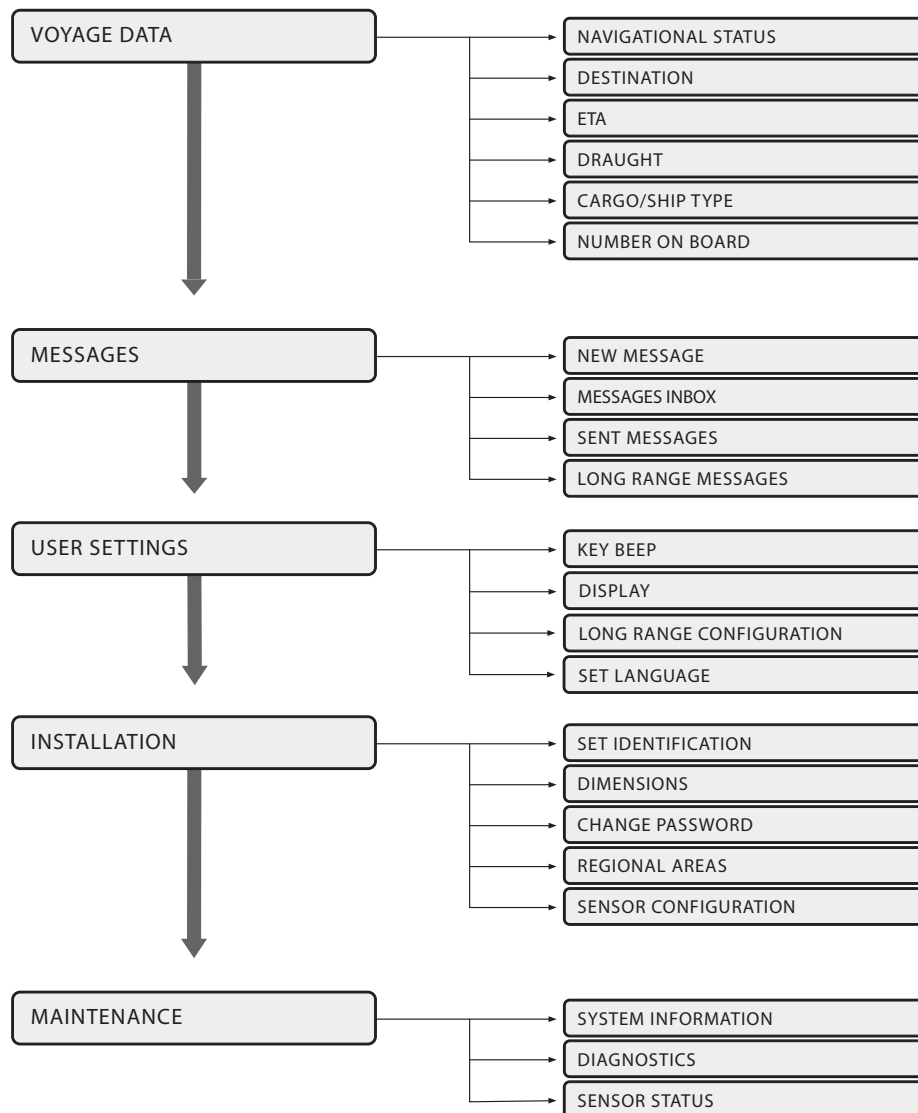 VOYAGE DATA
NAVIGATIONAL STATUS
DESTINATION
ETA
DRAUGHT
CARGO/SHIP TYPE
NUMBER ON BOARD
MESSAGES
NEW MESSAGE
MESSAGES INBOX
SENT MESSAGES
LONG RANGE MESSAGES
USER SETTINGS
KEY BEEP
DISPLAY
LONG RANGE CONFIGURATION
SET LANGUAGE
INSTALLATION
SET IDENTIFICATION
DIMENSIONS
CHANGE PASSWORD
REGIONAL AREAS
SENSOR CONFIGURATION
MAINTENANCE
SYSTEM INFORMATION
DIAGNOSTICS
SENSOR STATUS